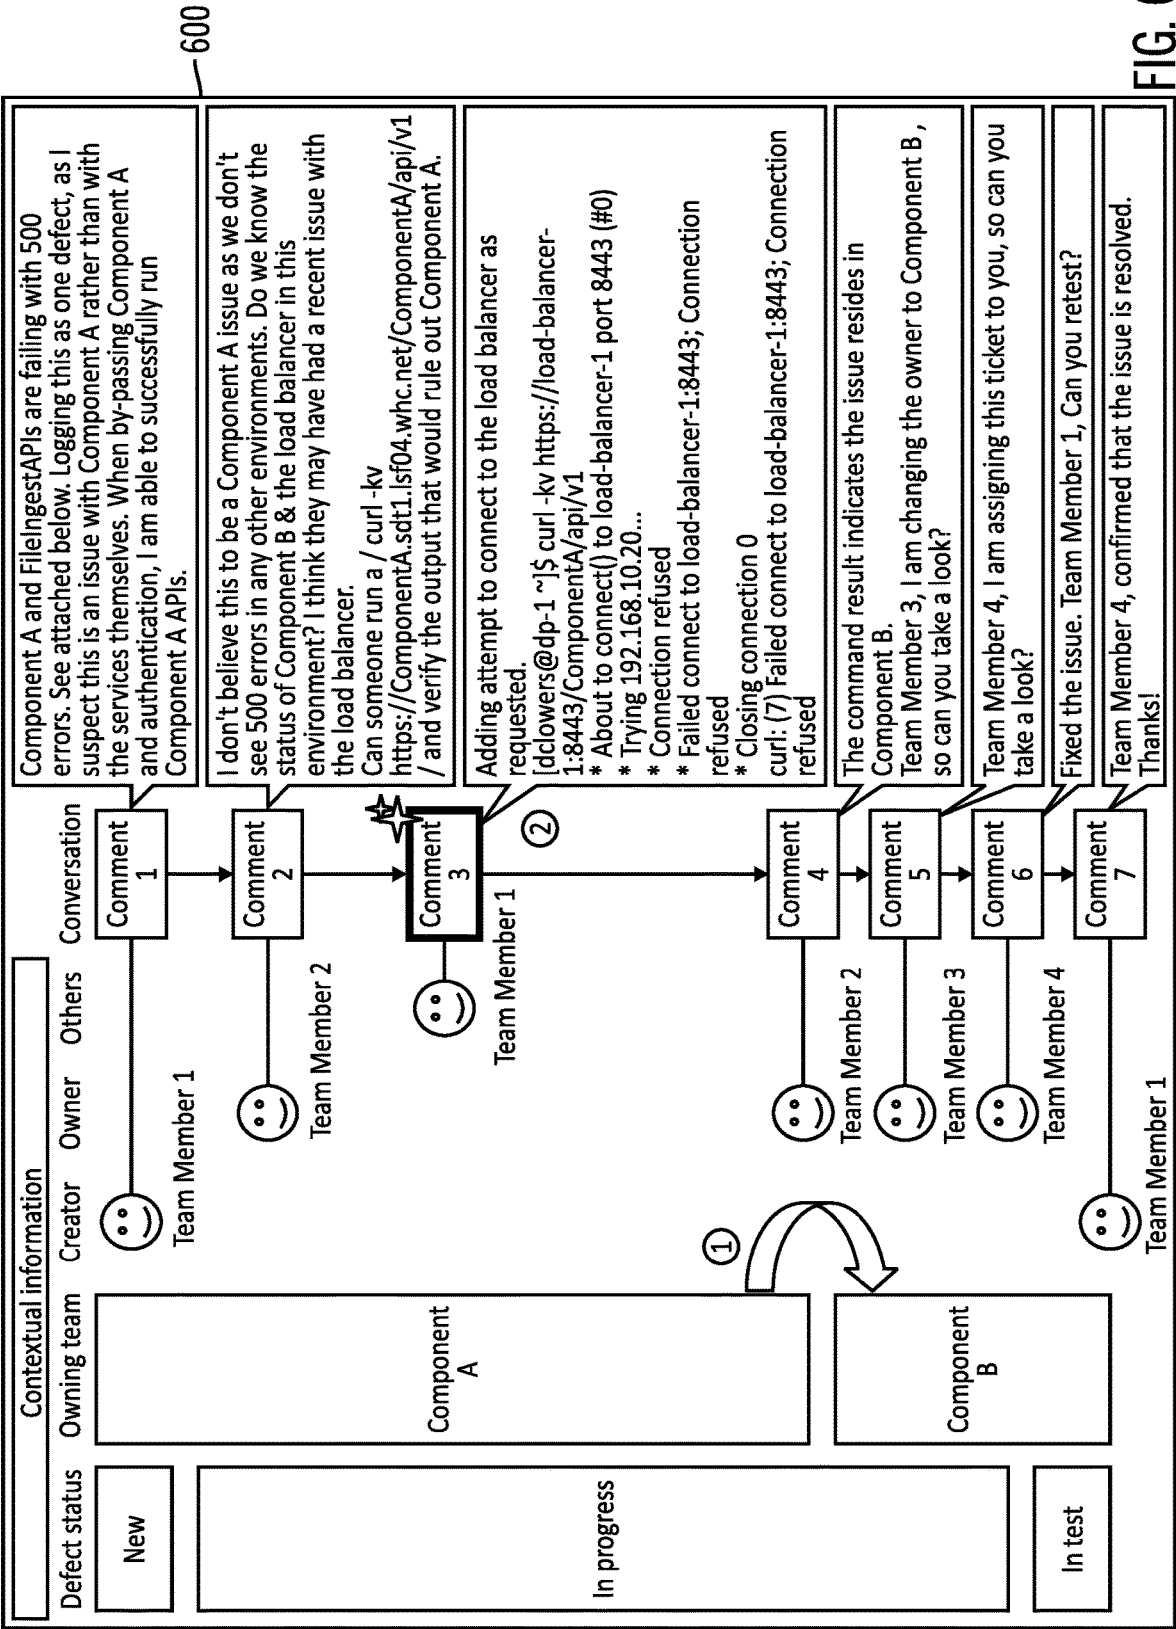 Contextual information
Defect status
Owning team
Creator
Owner
Others
Conversation
600
New
In progress
In test
Component
A
Component
B
1
Team Member 1
Comment
1
Component A and FileIngestAPIs are failing with 500
errors. See attached below. Logging this as one defect, as I
suspect this is an issue with Component A rather than with
the services themselves. When by-passing Component A
and authentication, I am able to successfully run
Component A APIs.
Team Member 2
Comment
2
I don't believe this to be a Component A issue as we don't
see 500 errors in any other environments. Do we know the
status of Component B & the load balancer in this
environment? I think they may have had a recent issue with
the load balancer.
Can someone run a / curl -kv
https://ComponentA.sdt1.lsf04.whc.net/ComponentA/api/v1
/ and verify the output that would rule out Component A.
Team Member 1
Comment
3
2
Adding attempt to connect to the load balancer as
requested.
[dclowers@dp-1 ~]$ curl -kv https://load-balancer-
1:8443/ComponentA/api/v1
* About to connect() to load-balancer-1 port 8443 (#0)
* Trying 192.168.10.20...
* Connection refused
* Failed connect to load-balancer-1:8443; Connection
refused
* Closing connection 0
curl: (7) Failed connect to load-balancer-1:8443; Connection
refused
Team Member 2
Comment
4
The command result indicates the issue resides in
Component B.
Team Member 3, I am changing the owner to Component B ,
so can you take a look?
Team Member 3
Comment
5
Team Member 4, I am assigning this ticket to you, so can you
take a look?
Team Member 4
Comment
6
Fixed the issue. Team Member 1, Can you retest?
Team Member 1
Comment
7
Team Member 4, confirmed that the issue is resolved.
Thanks!
FIG.